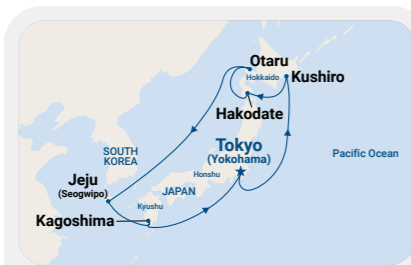 Otaru
Hokkaido
Kushiro
Hakodate
SOUTH
KOREA
Tokyo
(Yokohama)
Pacific Ocean
Honshu
Jeju
(Seogwipo)
JAPAN
Kyushu
Kagoshima